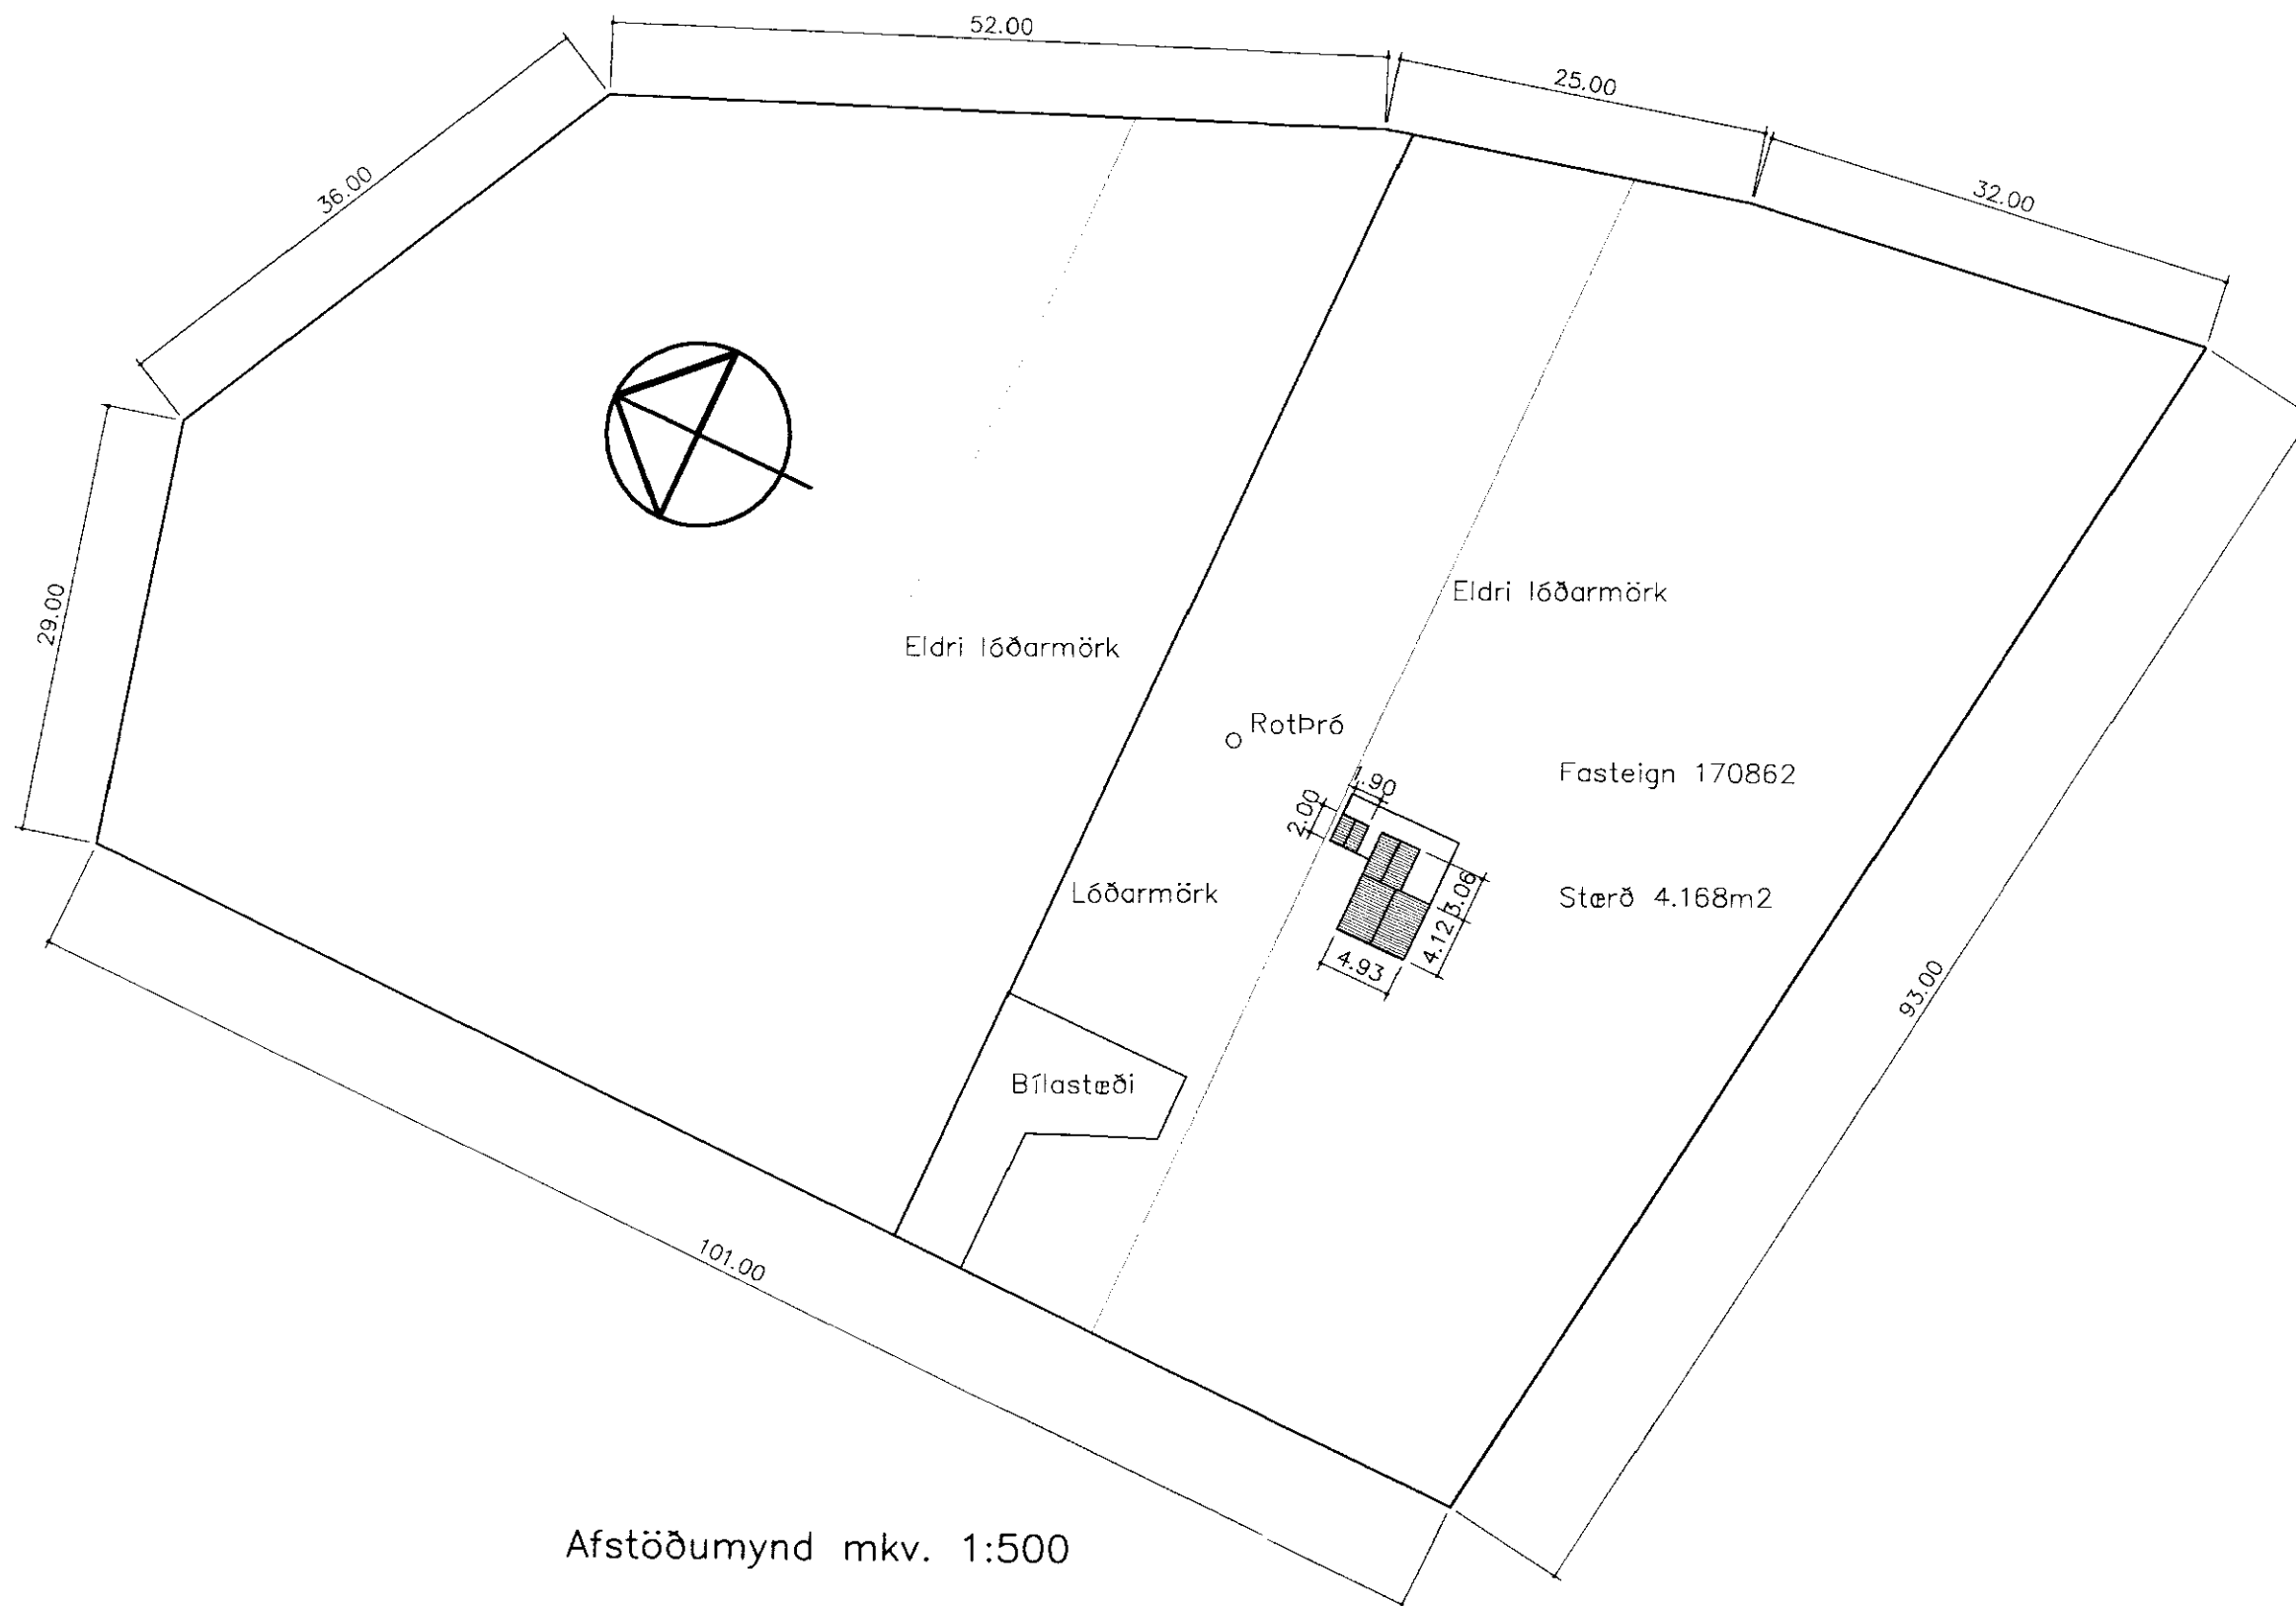 52.00
25.00
32.00
36.00
29.00
Eldri lóðarmörk
Eldri lóðarmörk
RotÞró
Fasteign 170862
1.90
2.00
Lóðarmörk
Stærð 4.168m2
3.06
4.12
4.93
93.00
Bílastæði
101.00
Afstöðumynd mkv. 1:500